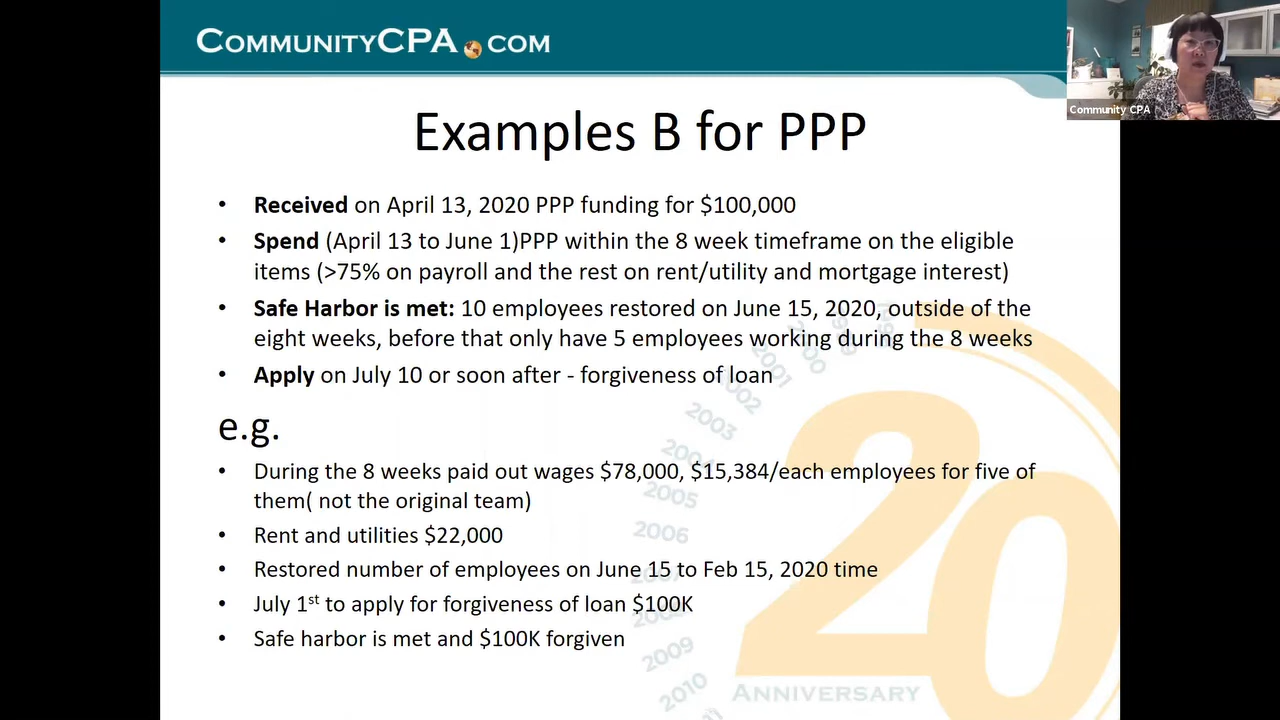 COMMUNITYCPA.COM
Community CPA
Examples B for PPP
• Received on April 13, 2020 PPP funding for $100,000
• Spend (April 13 to June 1)PPP within the 8 week timeframe on the eligible
items (>75% on payroll and the rest on rent/utility and mortgage interest)
• Safe Harbor is met: 10 employees restored on June 15, 2020, outside of the
eight weeks, before that only have 5 employees working during the 8 weeks
• Apply on July 10 or soon after - forgiveness of loan
e.g.
• During the 8 weeks paid out wages $78,000, $15,384/each employees for five of
them( not the original team)
• Rent and utilities $22,000
• Restored number of employees on June 15 to Feb 15, 2020 time
• July 1st to apply for forgiveness of loan $100K
• Safe harbor is met and $100K forgiven
2000
2001
2002
2003
2004
2005
2006
2009
2010
20
ANNIVERSARY